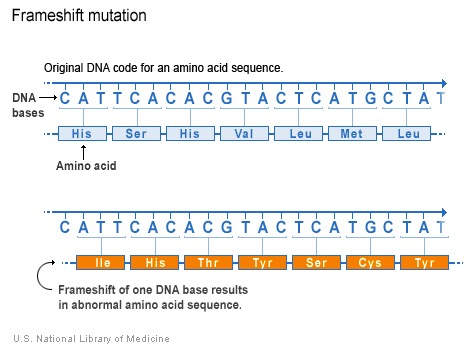 Frameshift mutation
Original DNA code for an amino acid sequence.
DNA bases
C A T T C A C A C G T A C T C A T G C T A T
His Ser His Val Leu Met Leu
Amino acid
C A T T C A C A C G T A C T C A T G C T A T
Ile His Thr Tyr Ser Cys Tyr
Frameshift of one DNA base results
in abnormal amino acid sequence.
U.S. National Library of Medicine